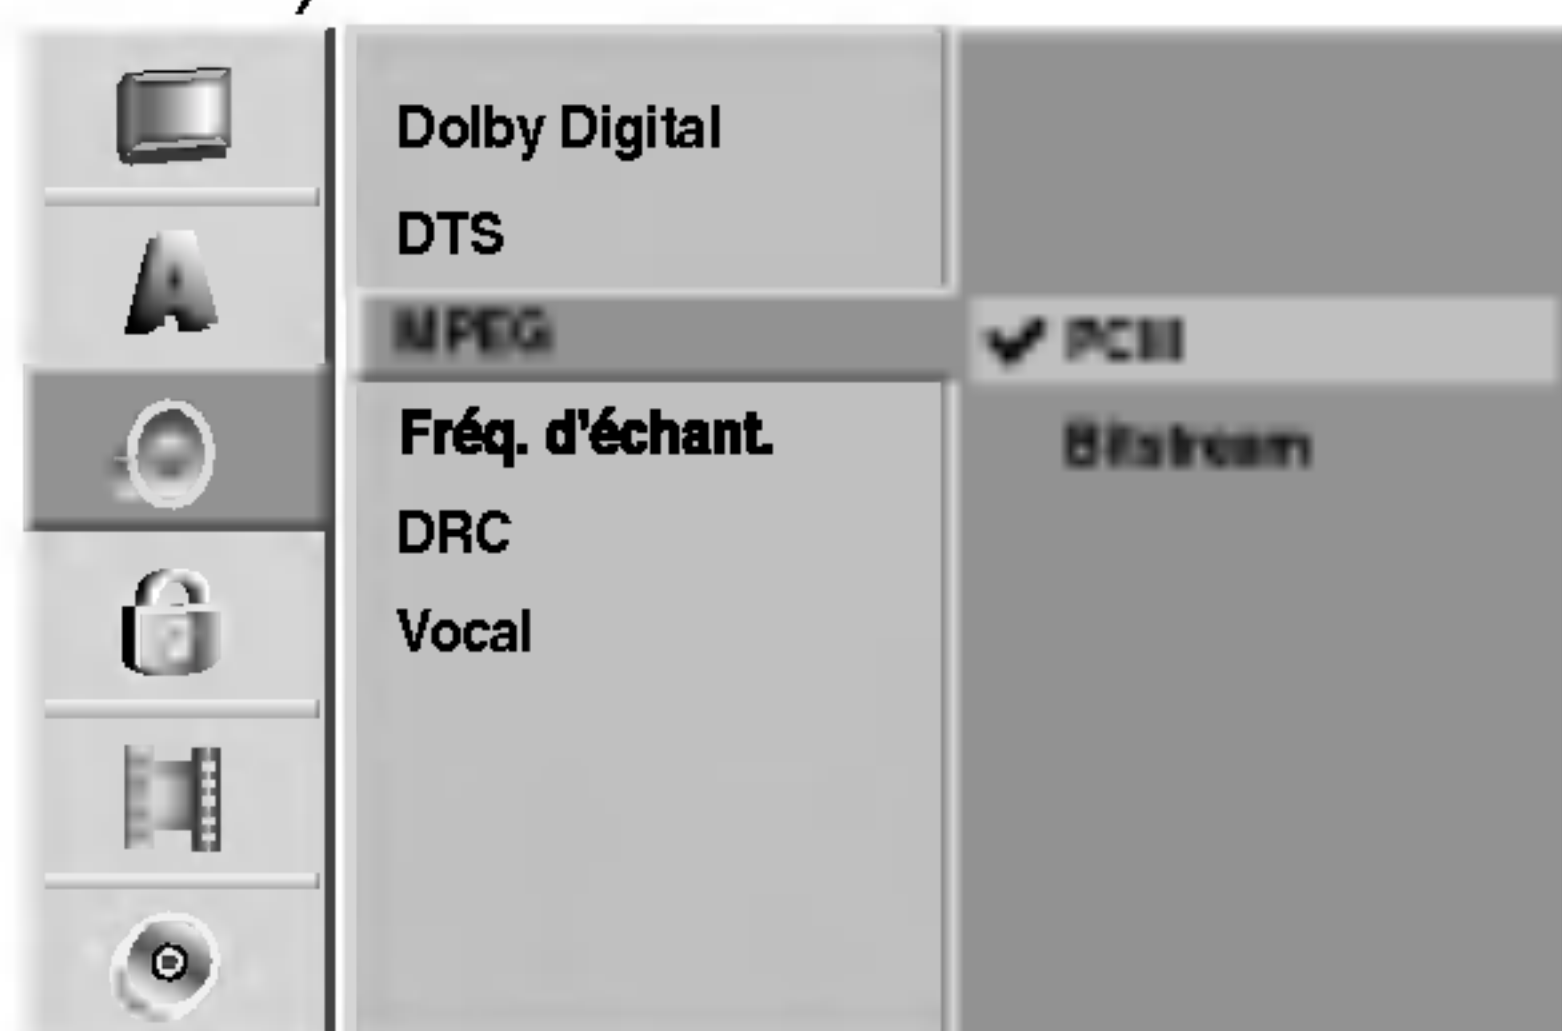 Dolby Digital
DTS
MPEG
PCM
Fréq. d'échant.
Bitstream
DRC
Vocal